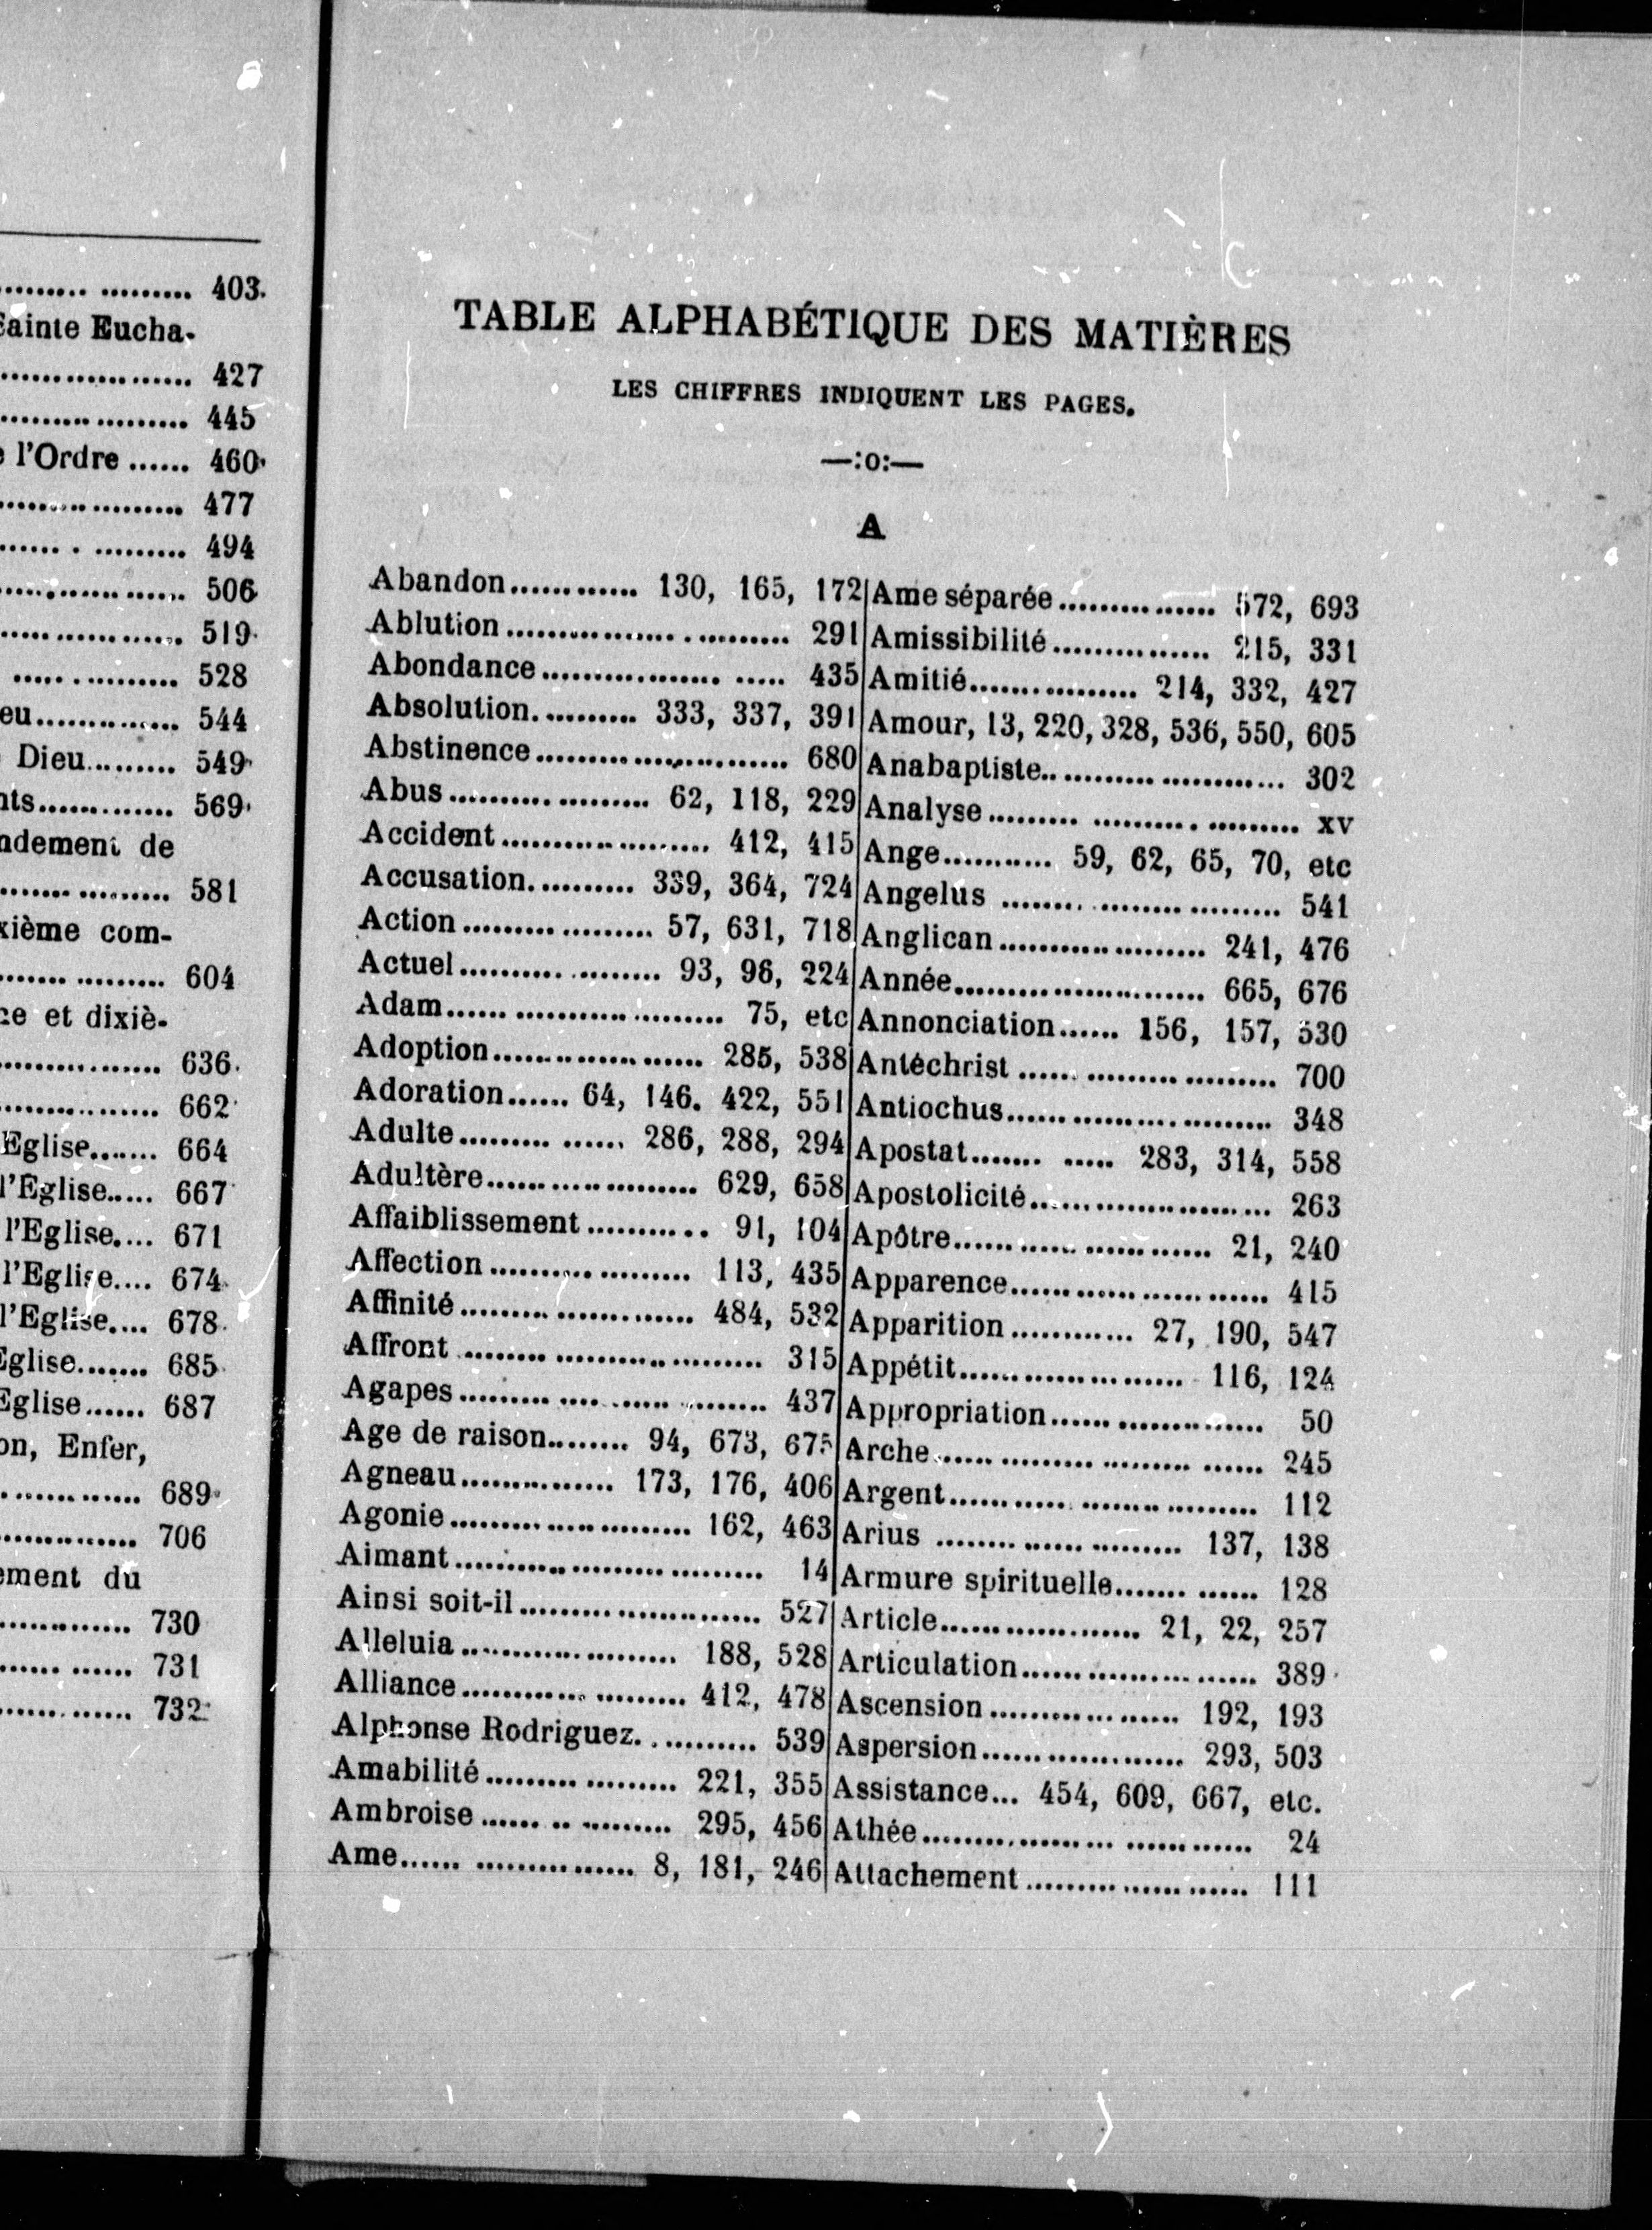 403.
Sainte Eucha-
427
445
l'Ordre ...... 460
477
494
506
519
528
eu.............. 544
Dieu......... 549
nts............. 569
ndement de
581
xième com-
604
ce et dixiè-
636
662
Eglise....... 664
l'Eglise..... 667
l'Eglise.... 671
l'Eglise.... 674
l'Eglise.... 678
Eglise....... 685
Eglise...... 687
on, Enfer,
689
706
ement du
730
731
732
TABLE ALPHABÉTIQUE DES MATIÈRES
LES CHIFFRES INDIQUENT LES PAGES.
—:o:—
A
Abandon............ 130, 165, 172
Ablution ........................... 291
Abondance ...................... 435
Absolution........... 333, 337, 391
Abstinence ........................ 680
Abus ................... 62, 118, 229
Accident .................... 412, 415
Accusation........... 339, 364, 724
Action .................. 57, 631, 718
Actuel ................... 93, 96, 224
Adam.......................... 75, etc
Adoption.................... 285, 538
Adoration...... 64, 146. 422, 551
Adulte ............... 286, 288, 294
Adultère.................... 629, 658
Affaiblissement ............ 91, 104
Affection ................... 113, 435
Affinité ...................... 484, 532
Affront ............................. 315
Agapes ............................. 437
Age de raison........ 94, 673, 675
Agneau............... 173, 176, 406
Agonie ....................... 162, 463
Aimant .............................. 14
Ainsi soit-il ....................... 527
Alleluia ..................... 188, 528
Alliance ..................... 412, 478
Alphonse Rodriguez. .......... 539
Amabilité .................. 221, 355
Ambroise .................. 295, 456
Ame..................... 8, 181, 246
Ame séparée ............... 572, 693
Amissibilité ............... 215, 331
Amitié................ 214, 332, 427
Amour, 13, 220, 328, 536, 550, 605
Anabaptiste....................... 302
Analyse ............................ xv
Ange........... 59, 62, 65, 70, etc
Angelus .......................... 541
Anglican .................... 241, 476
Année........................ 665, 676
Annonciation...... 156, 157, 530
Antéchrist ........................ 700
Antiochus......................... 348
Apostat............ 283, 314, 558
Apostolicité....................... 263
Apôtre........................ 21, 240
Apparence........................ 415
Apparition ............ 27, 190, 547
Appétit..................... 116, 124
Appropriation.................... 50
Arche............................... 245
Argent.............................. 112
Arius ........................ 137, 138
Armure spirituelle............. 128
Article................... 21, 22, 257
Articulation...................... 389
Ascension .................. 192, 193
Aspersion................... 293, 503
Assistance... 454, 609, 667, etc.
Athée............................... 24
Attachement ..................... 111